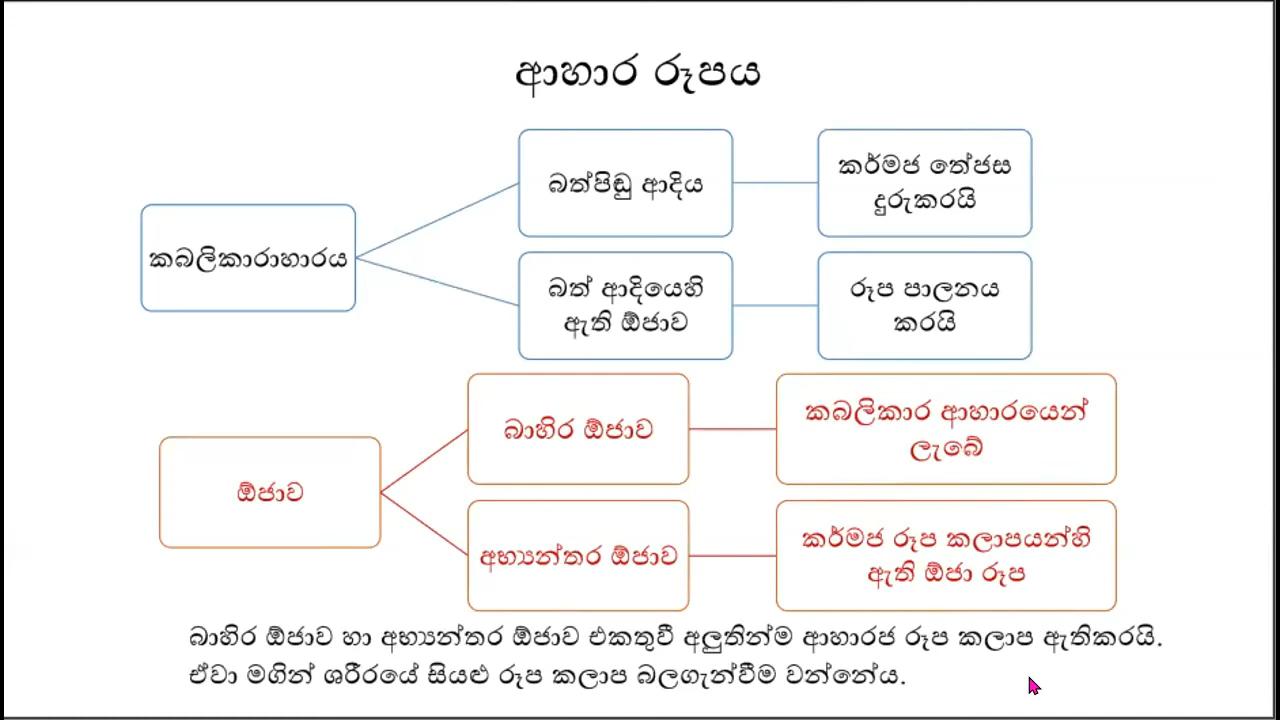 ආහාර රූපය
බත්පිඬු ආදිය
කර්මජ තේජස
දුරුකරයි
කබලිකාරාහාරය
බත් ආදියෙහි
ඇති ඕජාව
රූප පාලනය
කරයි
බාහිර ඕජාව
කබලිකාර ආහාරයෙන්
ලැබේ
ඕජාව
අභ්‍යන්තර ඕජාව
කර්මජ රූප කලාපයන්හි
ඇති ඕජා රූප
බාහිර ඕජාව හා අභ්‍යන්තර ඕජාව එකතුවී අලුතින්ම ආහාරජ රූප කලාප ඇතිකරයි.
ඒවා මගින් ශරීරයේ සියළු රූප කලාප බලගැන්වීම වන්නේය.